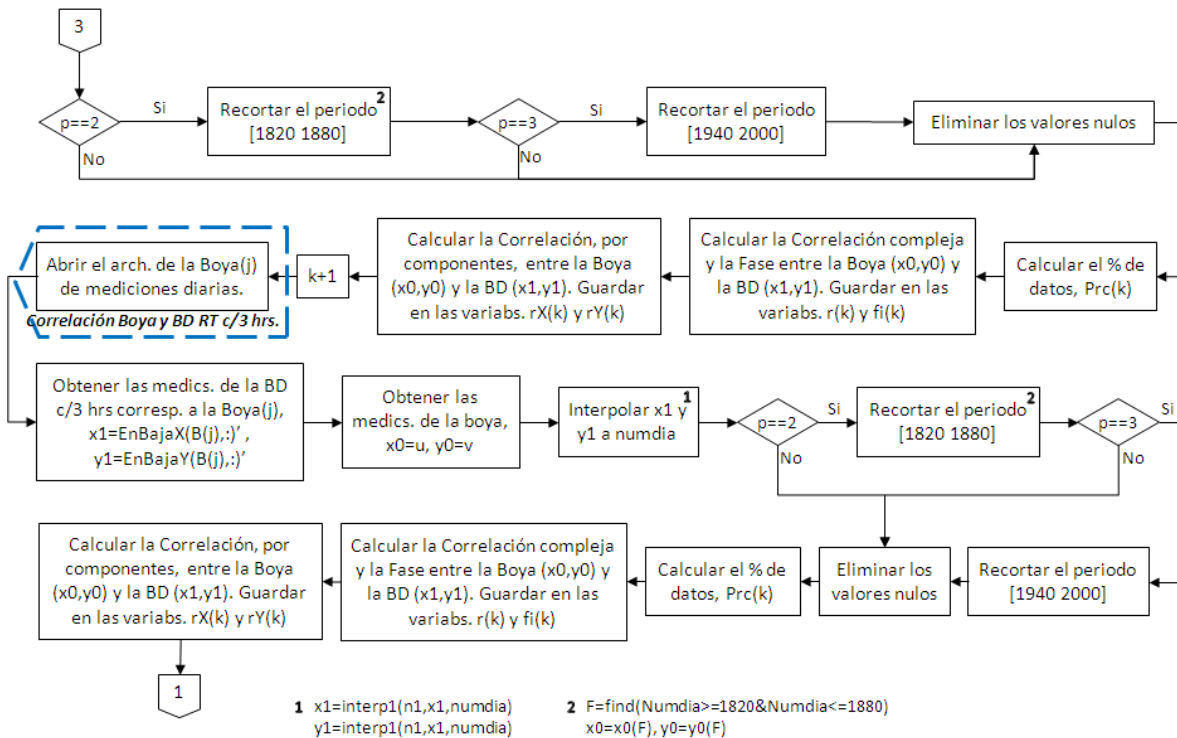 3
p==2
Si
No
Recortar el periodo 2
[1820 1880]
p==3
Si
No
Recortar el periodo
[1940 2000]
Eliminar los valores nulos
Calcular el % de
datos, Prc(k)
Calcular la Correlación compleja
y la Fase entre la Boya (x0,y0) y
la BD (x1,y1). Guardar en las
variabs. r(k) y fi(k)
Calcular la Correlación, por
componentes, entre la Boya
(x0,y0) y la BD (x1,y1). Guardar
en las variabs. rX(k) y rY(k)
k+1
Abrir el arch. de la Boya(j)
de mediciones diarias.
Correlación Boya y BD RT c/3 hrs.
Obtener las medics. de la BD
c/3 hrs corresp. a la Boya(j),
x1=EnBajaX(B(j),:)' ,
y1=EnBajaY(B(j),:)'
Obtener las
medics. de la boya,
x0=u, y0=v
Interpolar x1 y 1
y1 a numdia
p==2
Si
No
Recortar el periodo 2
[1820 1880]
p==3
Si
No
Recortar el periodo
[1940 2000]
Eliminar los
valores nulos
Calcular el % de
datos, Prc(k)
Calcular la Correlación compleja
y la Fase entre la Boya (x0,y0) y
la BD (x1,y1). Guardar en las
variabs. r(k) y fi(k)
Calcular la Correlación, por
componentes, entre la Boya
(x0,y0) y la BD (x1,y1). Guardar
en las variabs. rX(k) y rY(k)
1
1 x1=interp1(n1,x1,numdia)
y1=interp1(n1,x1,numdia)
2 F=find(Numdia>=1820&Numdia<=1880)
x0=x0(F), y0=y0(F)